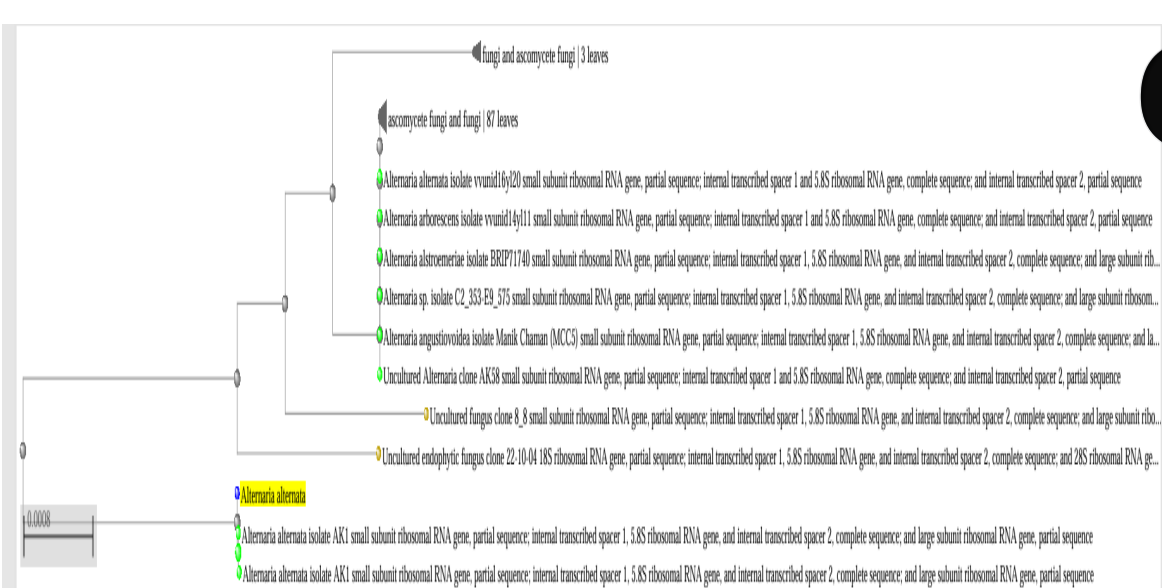 fungi and ascomycete fungi | 3 leaves
ascomycete fungi and fungi | 87 leaves
Alternaria alternata isolate vvunid16yl20 small subunit ribosomal RNA gene, partial sequence; internal transcribed spacer 1 and 5.8S ribosomal RNA gene, complete sequence; and internal transcribed spacer 2, partial sequence
Alternaria arborescens isolate vvunid14yl11 small subunit ribosomal RNA gene, partial sequence; internal transcribed spacer 1 and 5.8S ribosomal RNA gene, complete sequence; and internal transcribed spacer 2, partial sequence
Alternaria alstroemeriae isolate BRIP71740 small subunit ribosomal RNA gene, partial sequence; internal transcribed spacer 1, 5.8S ribosomal RNA gene, and internal transcribed spacer 2, complete sequence; and large subunit rib...
Alternaria sp. isolate C2_353-E9_575 small subunit ribosomal RNA gene, partial sequence; internal transcribed spacer 1, 5.8S ribosomal RNA gene, and internal transcribed spacer 2, complete sequence; and large subunit ribosom...
Alternaria angustiovoidea isolate Manik Chaman (MCC5) small subunit ribosomal RNA gene, partial sequence; internal transcribed spacer 1, 5.8S ribosomal RNA gene, and internal transcribed spacer 2, complete sequence; and la...
Uncultured Alternaria clone AK58 small subunit ribosomal RNA gene, partial sequence; internal transcribed spacer 1 and 5.8S ribosomal RNA gene, complete sequence; and internal transcribed spacer 2, partial sequence
Uncultured fungus clone 8_8 small subunit ribosomal RNA gene, partial sequence; internal transcribed spacer 1, 5.8S ribosomal RNA gene, and internal transcribed spacer 2, complete sequence; and large subunit ribo...
Uncultured endophytic fungus clone 22-10-04 18S ribosomal RNA gene, partial sequence; internal transcribed spacer 1, 5.8S ribosomal RNA gene, and internal transcribed spacer 2, complete sequence; and 28S ribosomal RNA ge...
Alternaria alternata
0.0008
Alternaria alternata isolate AK1 small subunit ribosomal RNA gene, partial sequence; internal transcribed spacer 1, 5.8S ribosomal RNA gene, and internal transcribed spacer 2, complete sequence; and large subunit ribosomal RNA gene, partial sequence
Alternaria alternata isolate AK1 small subunit ribosomal RNA gene, partial sequence; internal transcribed spacer 1, 5.8S ribosomal RNA gene, and internal transcribed spacer 2, complete sequence; and large subunit ribosomal RNA gene, partial sequence